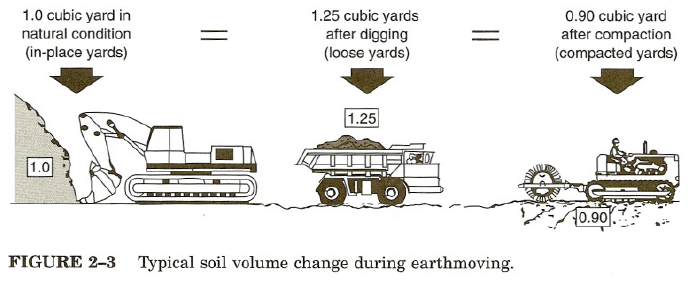 1.0 cubic yard in
natural condition
(in-place yards)
=
1.25 cubic yards
after digging
(loose yards)
=
0.90 cubic yard
after compaction
(compacted yards)
1.0
1.25
0.90
FIGURE 2–3 Typical soil volume change during earthmoving.